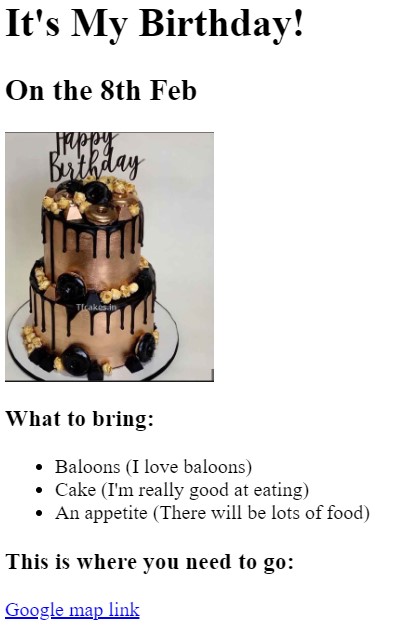 It's My Birthday!
On the 8th Feb
Happy
Birthday
Tfcakes.in
What to bring:
Baloons (I love baloons)
Cake (I'm really good at eating)
An appetite (There will be lots of food)
This is where you need to go:
Google map link